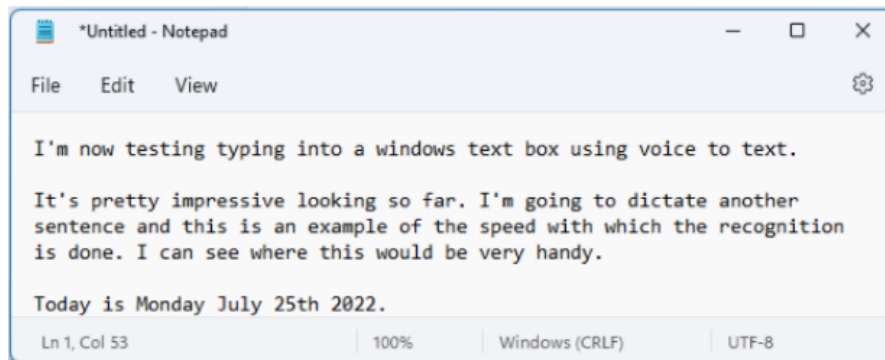 *Untitled - Notepad
File Edit View
I'm now testing typing into a windows text box using voice to text.
It's pretty impressive looking so far. I'm going to dictate another
sentence and this is an example of the speed with which the recognition
is done. I can see where this would be very handy.
Today is Monday July 25th 2022.
Ln 1, Col 53 100% Windows (CRLF) UTF-8